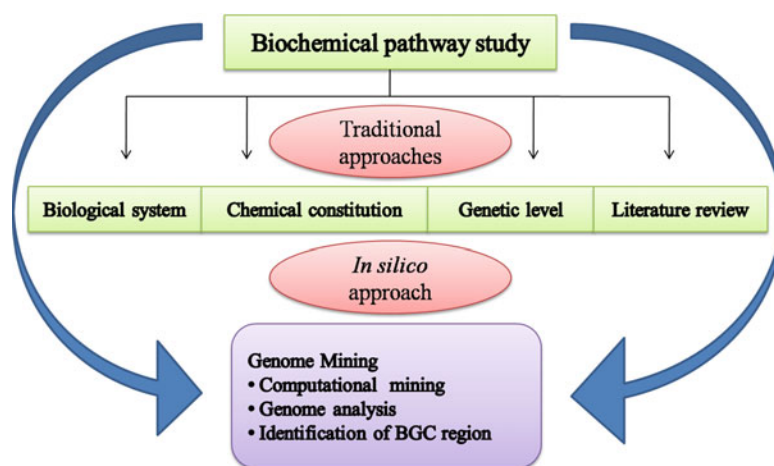 Biochemical pathway study
Traditional
approaches
Biological system
Chemical constitution
Genetic level
Literature review
In silico
approach
Genome Mining
• Computational mining
• Genome analysis
• Identification of BGC region